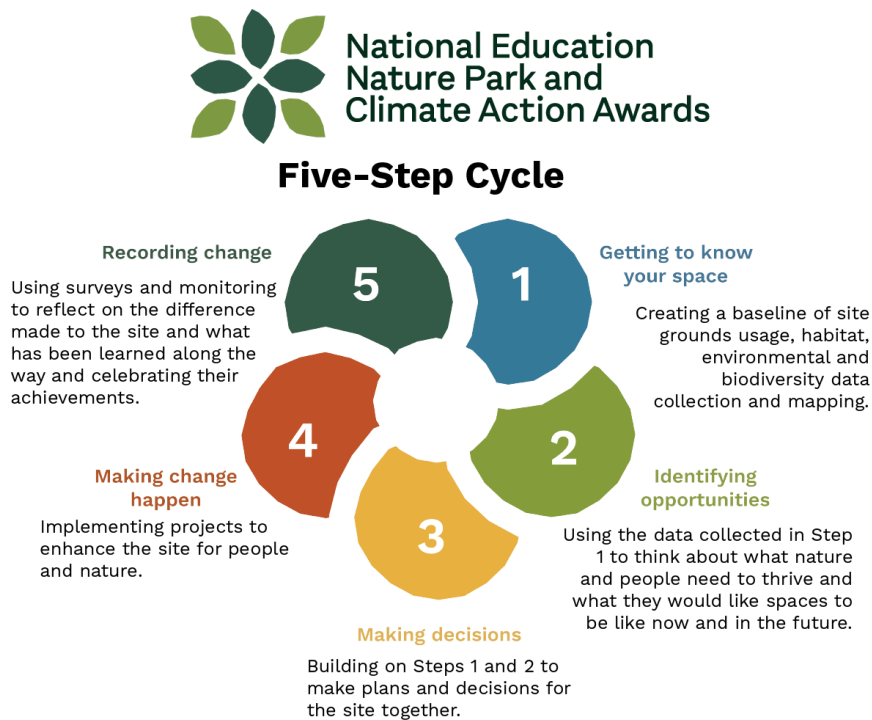 National Education
Nature Park and
Climate Action Awards
Five-Step Cycle
1
Getting to know
your space
Creating a baseline of site
grounds usage, habitat,
environmental and
biodiversity data
collection and mapping.
2
Identifying
opportunities
Using the data collected in Step
1 to think about what nature
and people need to thrive and
what they would like spaces to
be like now and in the future.
3
Making decisions
Building on Steps 1 and 2 to
make plans and decisions for
the site together.
4
Making change
happen
Implementing projects to
enhance the site for people
and nature.
5
Recording change
Using surveys and monitoring
to reflect on the difference
made to the site and what
has been learned along the
way and celebrating their
achievements.